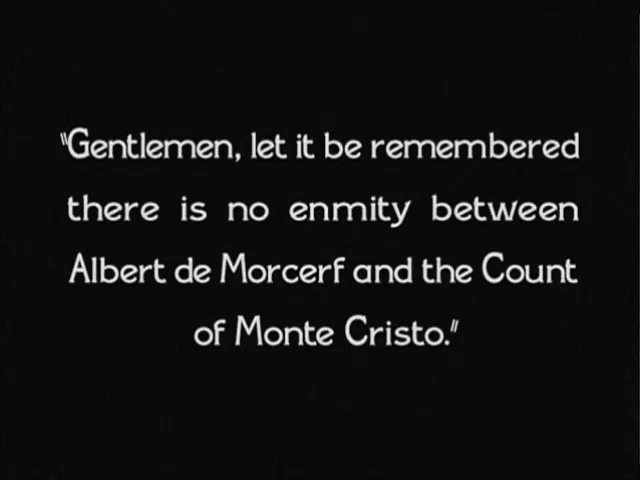 "Gentlemen, let it be remembered
there is no enmity between
Albert de Morcerf and the Count
of Monte Cristo."